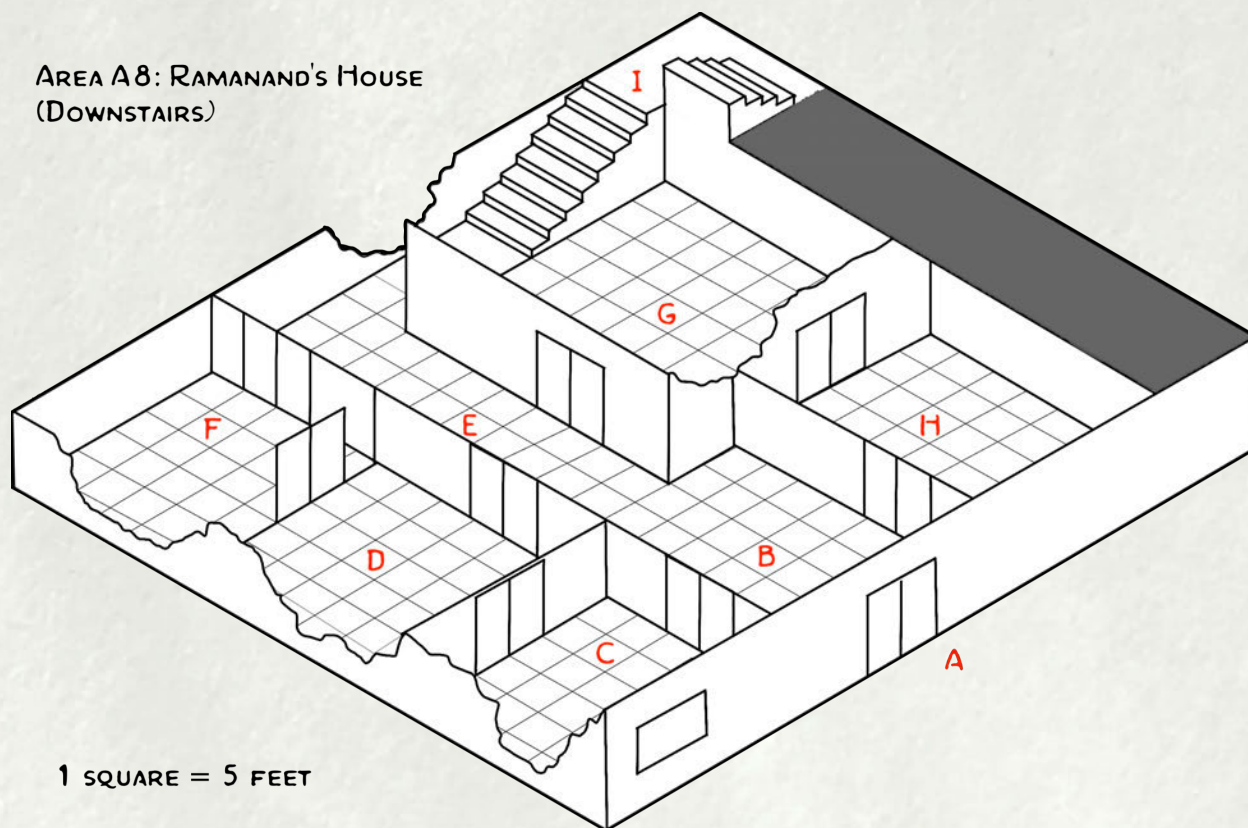 Area A8: Ramanand's House
(Downstairs)
I
G
F
E
H
D
B
C
A
1 square = 5 feet